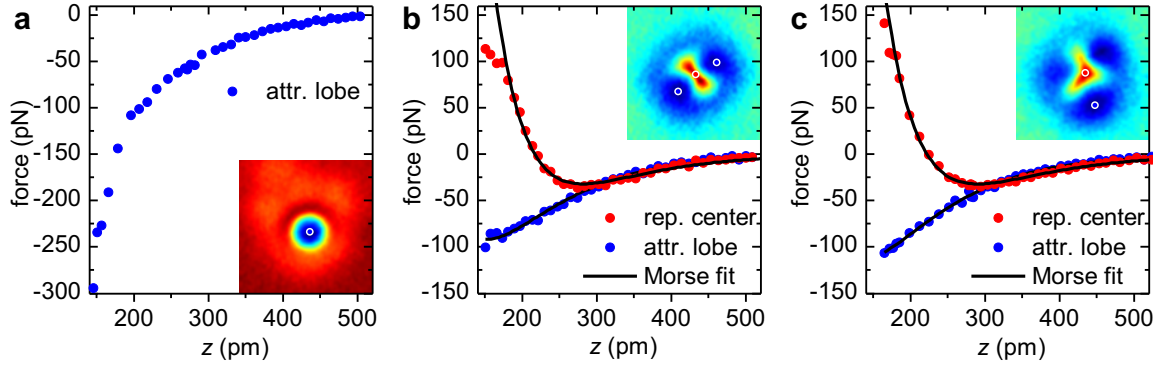 a
0
-50
-100
-150
-200
-250
-300
force (pN)
attr. lobe
200
300
400
500
z (pm)
b
150
100
50
0
-50
-100
-150
force (pN)
rep. center
attr. lobe
Morse fit
200
300
400
500
z (pm)
c
150
100
50
0
-50
-100
-150
force (pN)
rep. center
attr. lobe
Morse fit
200
300
400
500
z (pm)